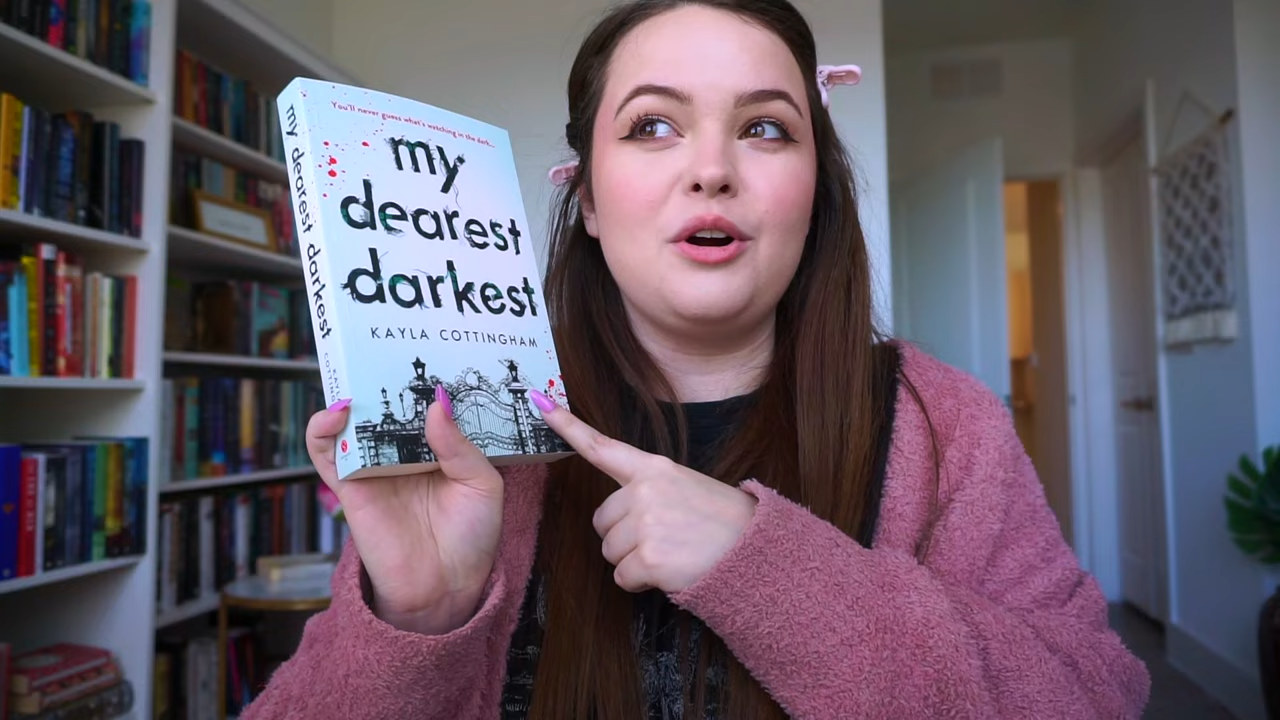 You'll never guess what's watching in the dark...
my
dearest
darkest
KAYLA COTTINGHAM
my dearest darkest